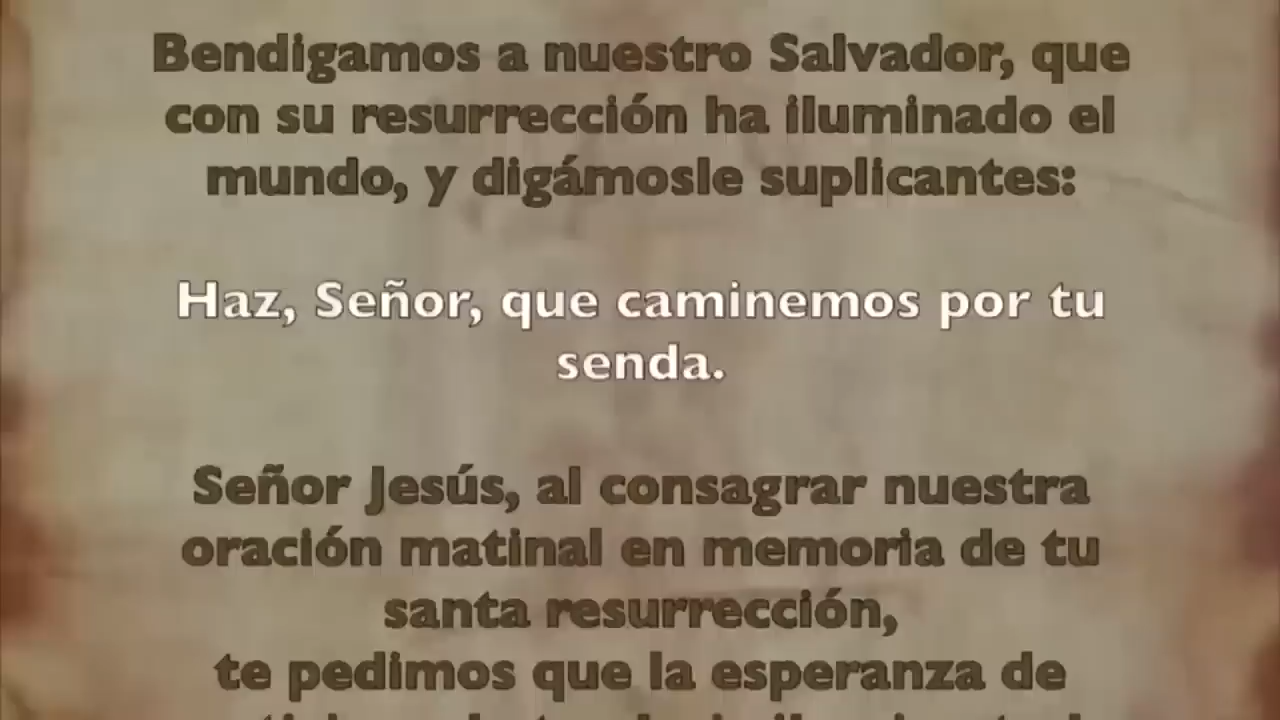 Bendigamos a nuestro Salvador, que
con su resurrección ha iluminado el
mundo, y digámosle suplicantes:
Haz, Señor, que caminemos por tu
senda.
Señor Jesús, al consagrar nuestra
oración matinal en memoria de tu
santa resurrección,
te pedimos que la esperanza de